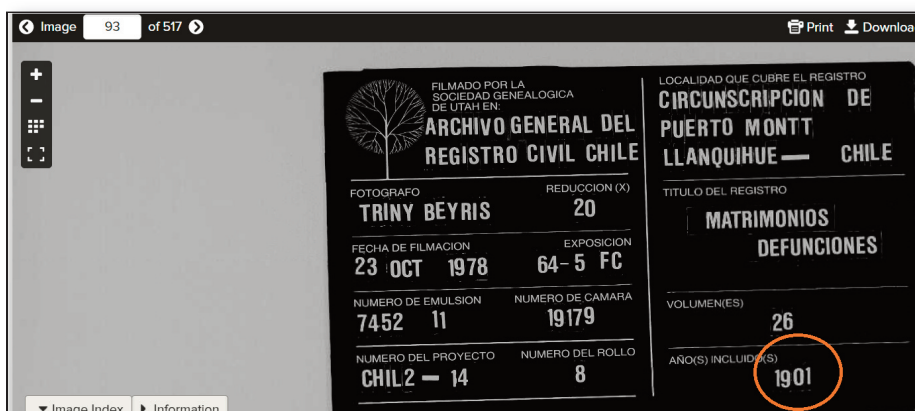 Image 93 of 517
Print Downloa
FILMADO POR LA
SOCIEDAD GENEALOGICA
DE UTAH EN:
ARCHIVO GENERAL DEL
REGISTRO CIVIL CHILE
FOTOGRAFO
TRINY BEYRIS
REDUCCION (X)
20
FECHA DE FILMACION
23 OCT 1978
EXPOSICION
64-5 FC
NUMERO DE EMULSION
7452 11
NUMERO DE CAMARA
19179
NUMERO DEL PROYECTO
CHIL2 — 14
NUMERO DEL ROLLO
8
LOCALIDAD QUE CUBRE EL REGISTRO
CIRCUNSCRIPCION DE
PUERTO MONTT
LLANQUIHUE — CHILE
TITULO DEL REGISTRO
MATRIMONIOS
DEFUNCIONES
VOLUMEN(ES)
26
AÑO(S) INCLUIDO(S)
1901
Image Index Information